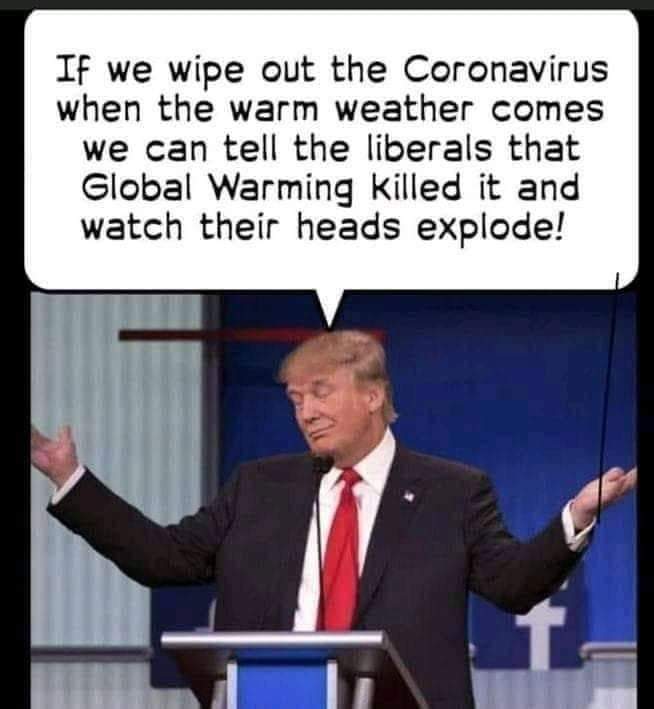 If we wipe out the Coronavirus
when the warm weather comes
we can tell the liberals that
Global Warming killed it and
watch their heads explode!
f